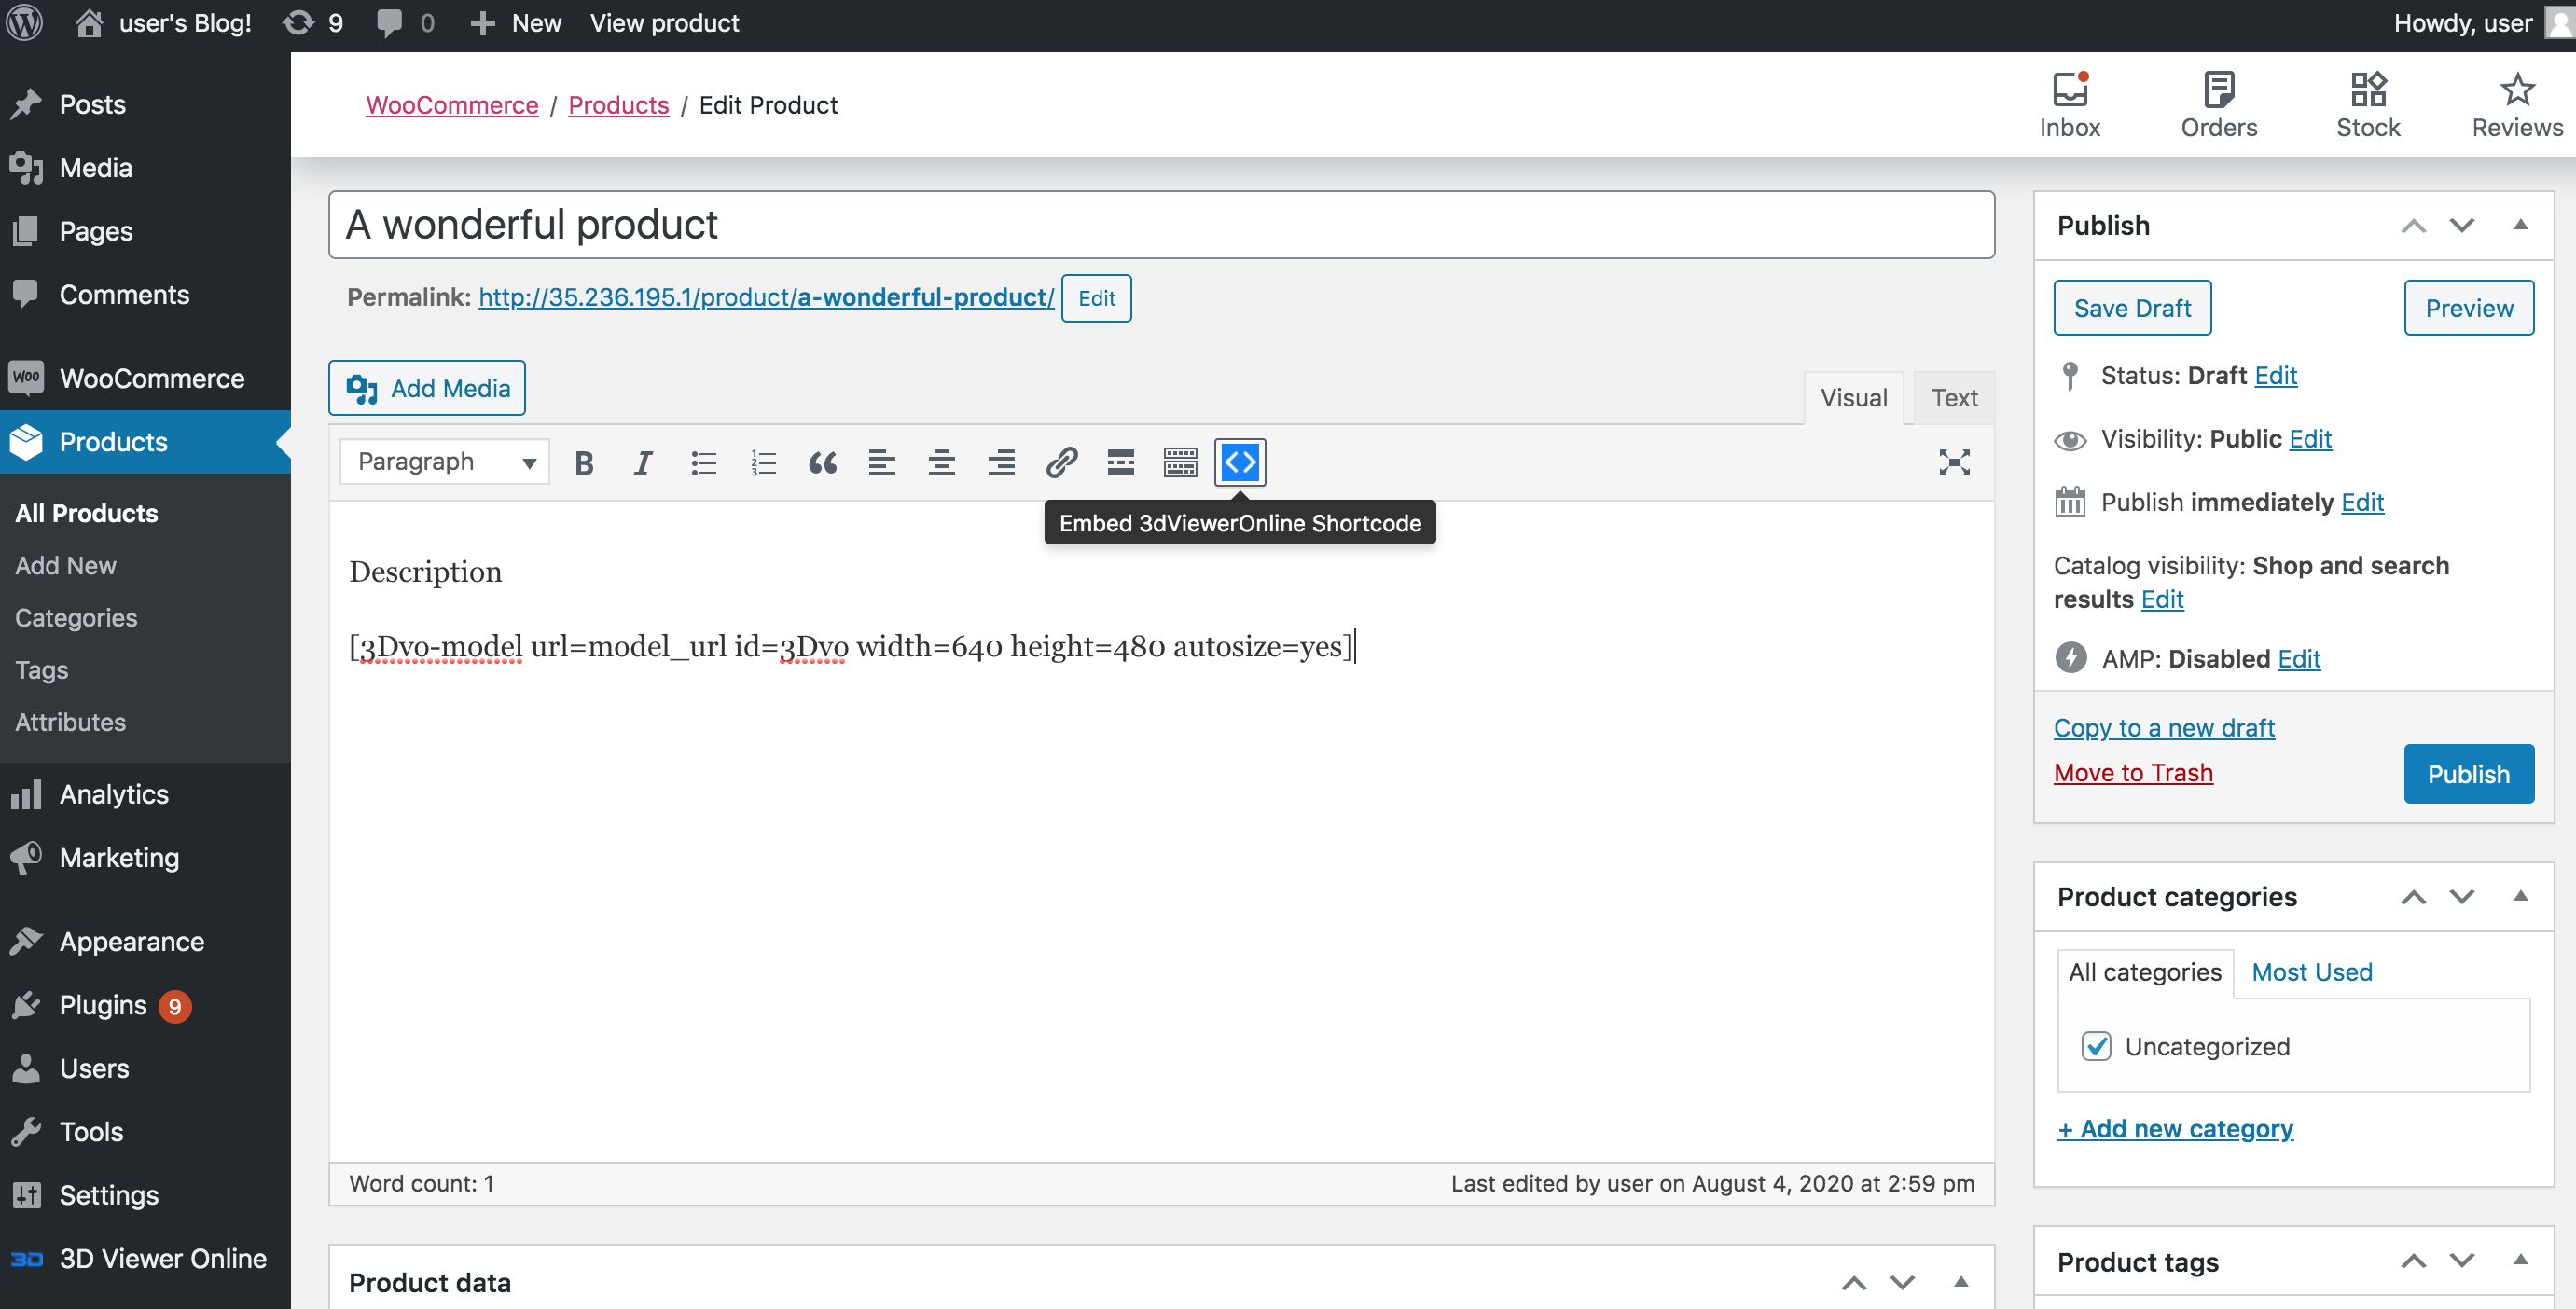 user's Blog! 9 0 New View product Howdy, user
Posts
Media
Pages
Comments
WooCommerce
Products
All Products
Add New
Categories
Tags
Attributes
Analytics
Marketing
Appearance
Plugins 9
Users
Tools
Settings
3D 3D Viewer Online
WooCommerce / Products / Edit Product
Inbox Orders Stock Reviews
A wonderful product
Permalink: http://35.236.195.1/product/a-wonderful-product/ Edit
Add Media
Visual Text
Paragraph B I
Embed 3dViewerOnline Shortcode
Description
[3Dvo-model url=model_url id=3Dvo width=640 height=480 autosize=yes]
Word count: 1 Last edited by user on August 4, 2020 at 2:59 pm
Product data
Publish
Save Draft Preview
Status: Draft Edit
Visibility: Public Edit
Publish immediately Edit
Catalog visibility: Shop and search
results Edit
AMP: Disabled Edit
Copy to a new draft
Move to Trash Publish
Product categories
All categories Most Used
Uncategorized
+ Add new category
Product tags